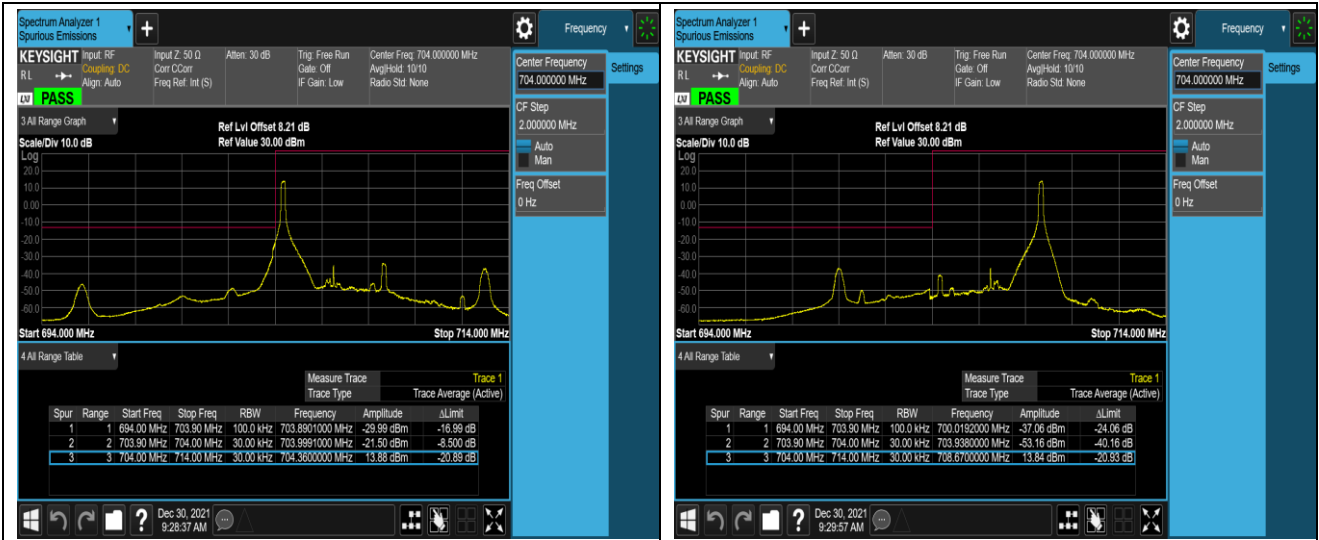 Spectrum Analyzer 1
Spurious Emissions
Frequency
KEYSIGHT Input: RF Input Z: 50 Ω Atten: 30 dB Trig: Free Run Center Freq: 704.000000 MHz
Coupling: DC Corr CCorr Gate: Off Avg|Hold: 10/10
R L Align: Auto Freq Ref: Int (S) IF Gain: Low Radio Std: None
LXI PASS
Center Frequency
704.000000 MHz
Settings
CF Step
2.000000 MHz
Auto
Man
Freq Offset
0 Hz
3 All Range Graph
Ref Lvl Offset 8.21 dB
Scale/Div 10.0 dB Ref Value 30.00 dBm
Log
20.0
10.0
0.00
-10.0
-20.0
-30.0
-40.0
-50.0
-60.0
Start 694.000 MHz Stop 714.000 MHz
4 All Range Table
Measure Trace Trace 1
Trace Type Trace Average (Active)
Spur Range Start Freq Stop Freq RBW Frequency Amplitude ΔLimit
1 1 694.00 MHz 703.90 MHz 100.0 kHz 703.8901000 MHz -29.99 dBm -16.99 dB
2 2 703.90 MHz 704.00 MHz 30.00 kHz 703.9991000 MHz -21.50 dBm -8.500 dB
3 3 704.00 MHz 714.00 MHz 30.00 kHz 704.3600000 MHz 13.88 dBm -20.89 dB
?
Dec 30, 2021
9:28:37 AM
Spectrum Analyzer 1
Spurious Emissions
Frequency
KEYSIGHT Input: RF Input Z: 50 Ω Atten: 30 dB Trig: Free Run Center Freq: 704.000000 MHz
Coupling: DC Corr CCorr Gate: Off Avg|Hold: 10/10
R L Align: Auto Freq Ref: Int (S) IF Gain: Low Radio Std: None
LXI PASS
Center Frequency
704.000000 MHz
Settings
CF Step
2.000000 MHz
Auto
Man
Freq Offset
0 Hz
3 All Range Graph
Ref Lvl Offset 8.21 dB
Scale/Div 10.0 dB Ref Value 30.00 dBm
Log
20.0
10.0
0.00
-10.0
-20.0
-30.0
-40.0
-50.0
-60.0
Start 694.000 MHz Stop 714.000 MHz
4 All Range Table
Measure Trace Trace 1
Trace Type Trace Average (Active)
Spur Range Start Freq Stop Freq RBW Frequency Amplitude ΔLimit
1 1 694.00 MHz 703.90 MHz 100.0 kHz 700.0192000 MHz -37.06 dBm -24.06 dB
2 2 703.90 MHz 704.00 MHz 30.00 kHz 703.9380000 MHz -53.16 dBm -40.16 dB
3 3 704.00 MHz 714.00 MHz 30.00 kHz 708.6700000 MHz 13.84 dBm -20.93 dB
?
Dec 30, 2021
9:29:57 AM